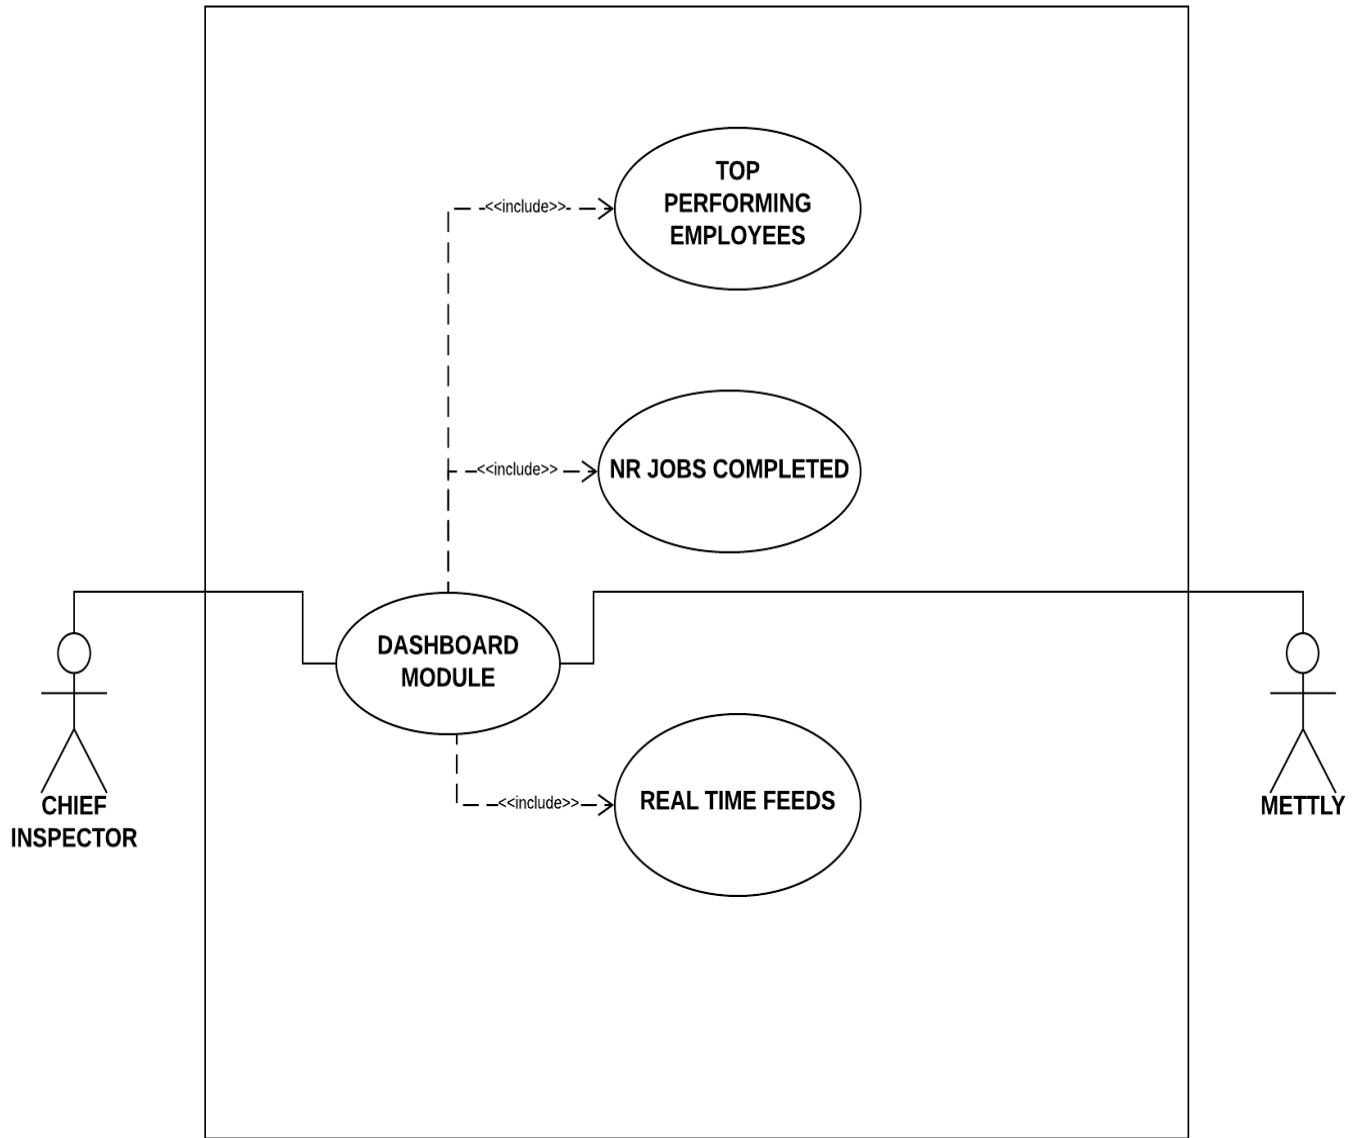 TOP
PERFORMING
EMPLOYEES
<<include>>
NR JOBS COMPLETED
<<include>>
DASHBOARD
MODULE
REAL TIME FEEDS
<<include>>
CHIEF
INSPECTOR
METTLY